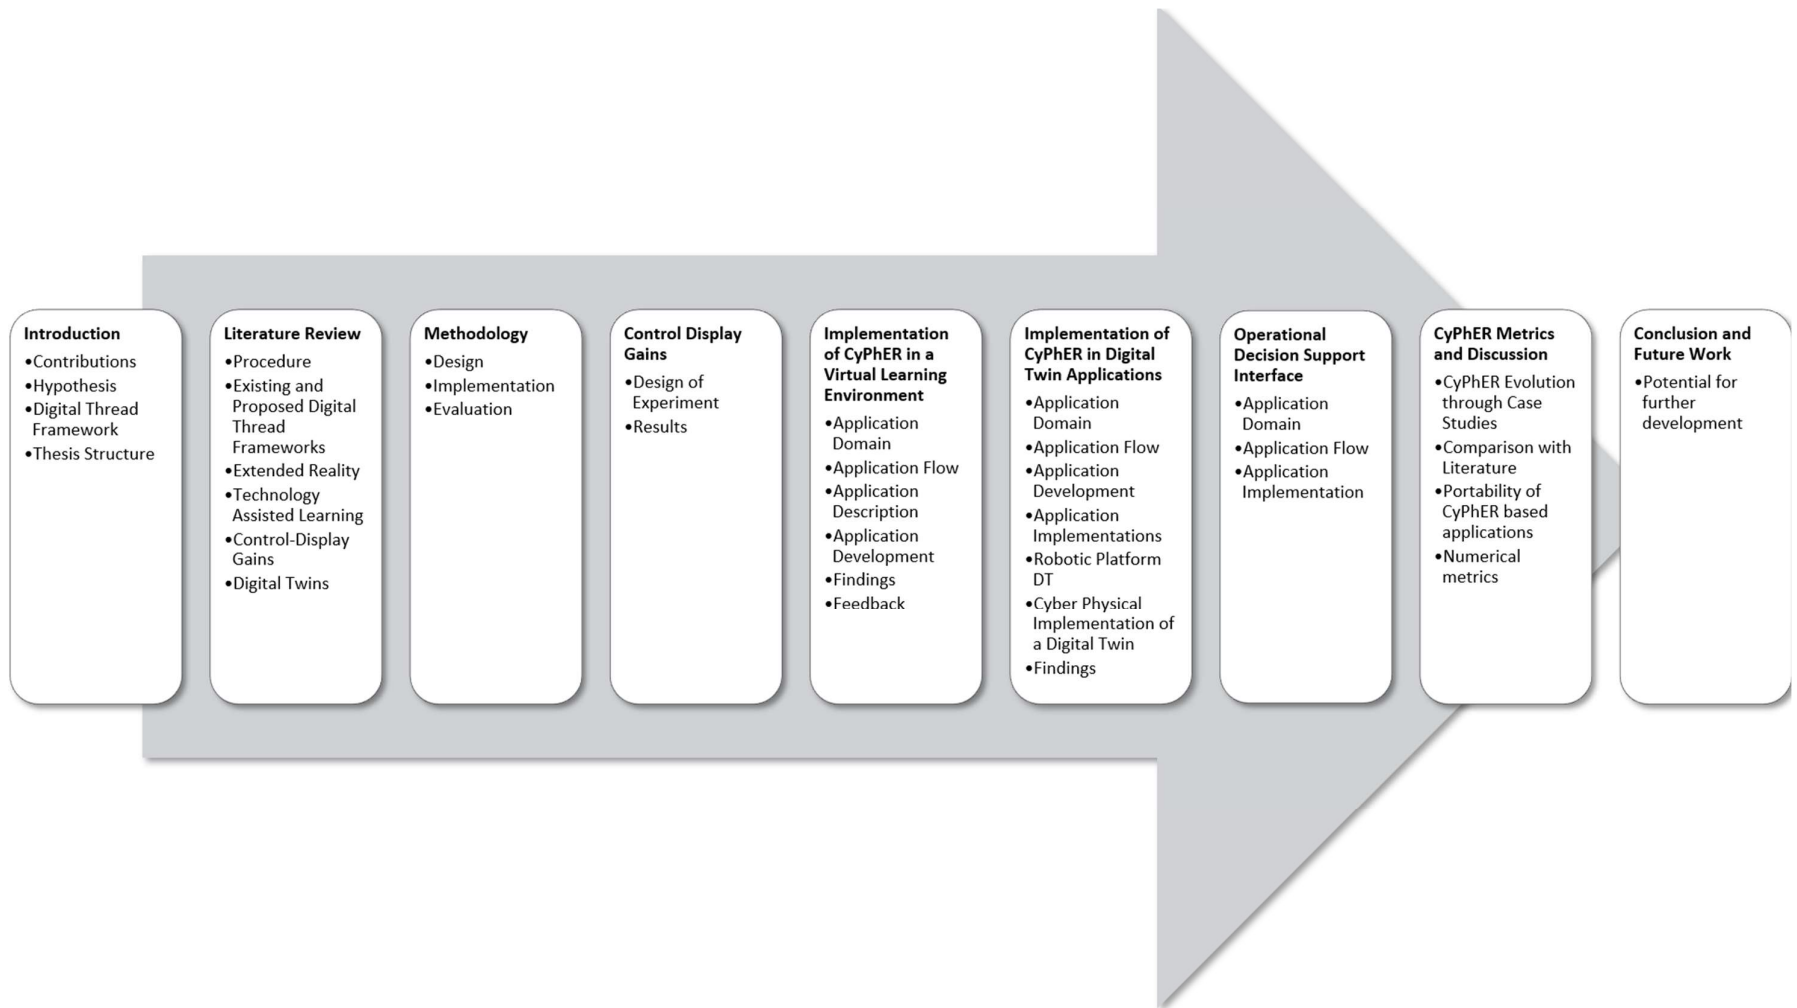 Introduction
•Contributions
•Hypothesis
•Digital Thread
Framework
•Thesis Structure
Literature Review
•Procedure
•Existing and
Proposed Digital
Thread
Frameworks
•Extended Reality
•Technology
Assisted Learning
•Control-Display
Gains
•Digital Twins
Methodology
•Design
•Implementation
•Evaluation
Control Display
Gains
•Design of
Experiment
•Results
Implementation
of CyPhER in a
Virtual Learning
Environment
•Application
Domain
•Application Flow
•Application
Description
•Application
Development
•Findings
•Feedback
Implementation of
CyPhER in Digital
Twin Applications
•Application
Domain
•Application Flow
•Application
Development
•Application
Implementations
•Robotic Platform
DT
•Cyber Physical
Implementation of
a Digital Twin
•Findings
Operational
Decision Support
Interface
•Application
Domain
•Application Flow
•Application
Implementation
CyPhER Metrics
and Discussion
•CyPhER Evolution
through Case
Studies
•Comparison with
Literature
•Portability of
CyPhER based
applications
•Numerical
metrics
Conclusion and
Future Work
•Potential for
further
development